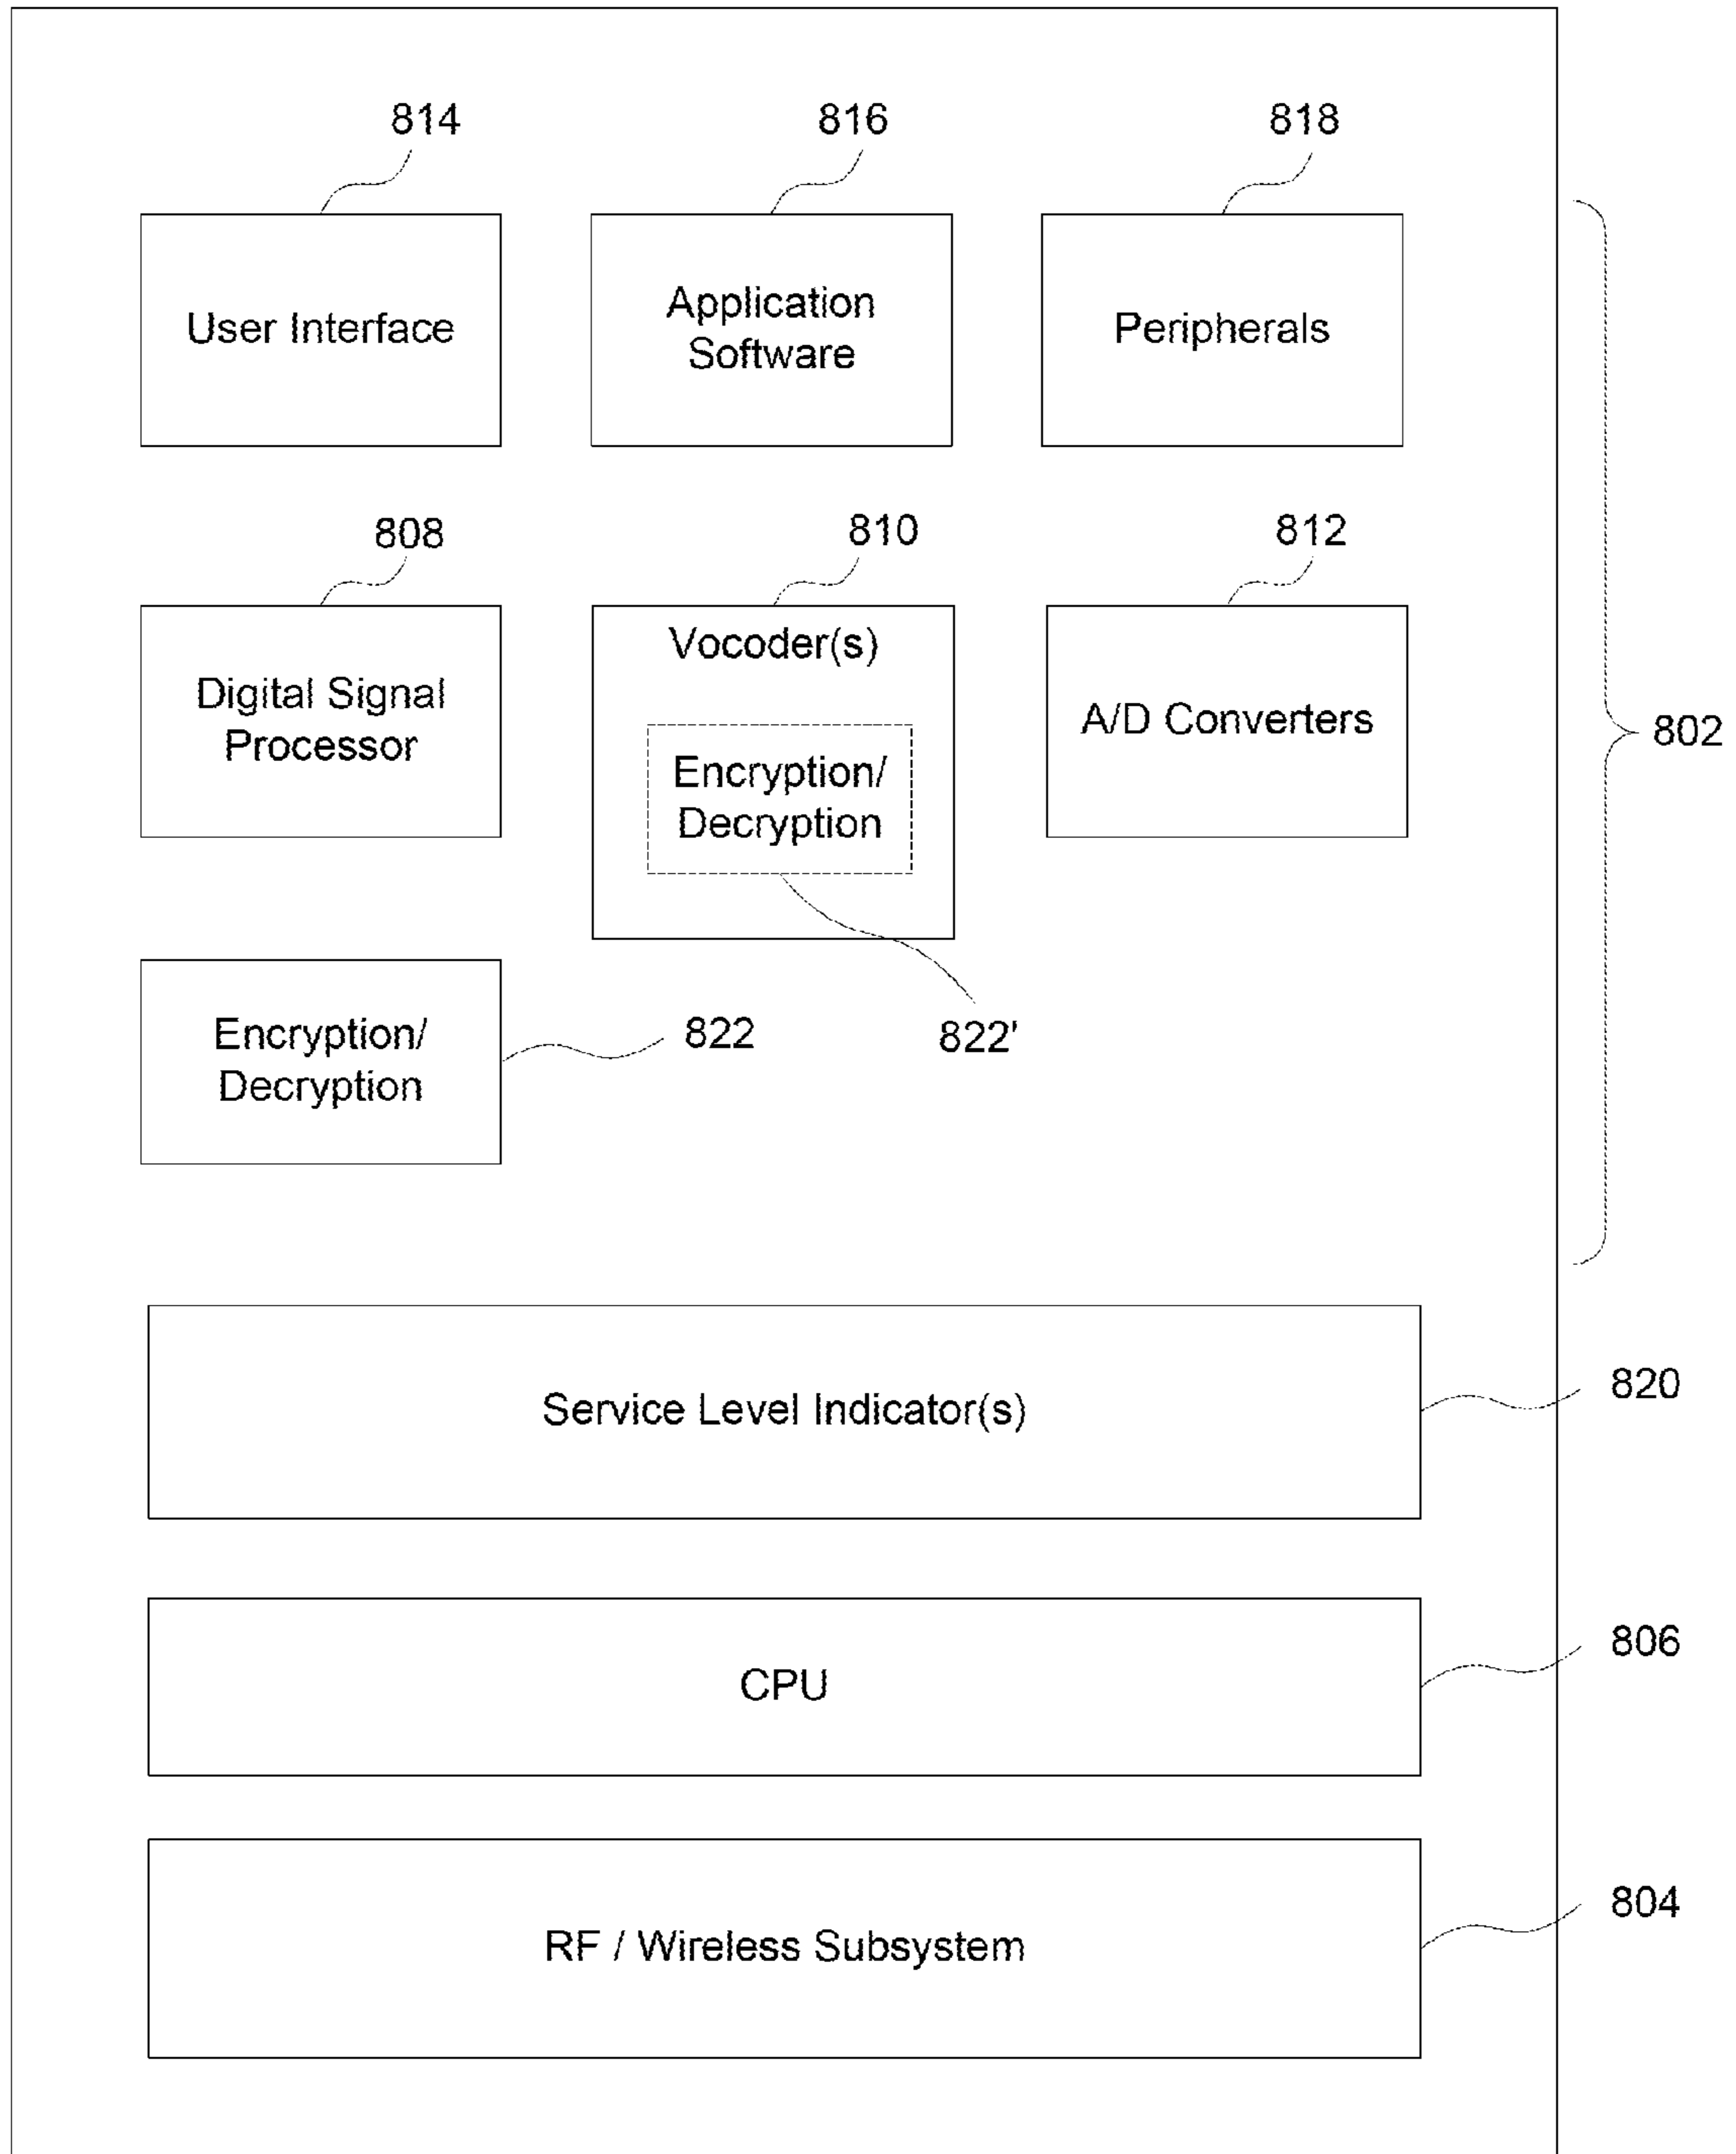 814
816
818
User Interface
Application
Software
Peripherals
808
810
812
Digital Signal
Processor
Vocoder(s)
Encryption/
Decryption
A/D Converters
802
Encryption/
Decryption
822
822'
Service Level Indicator(s)
820
CPU
806
RF / Wireless Subsystem
804